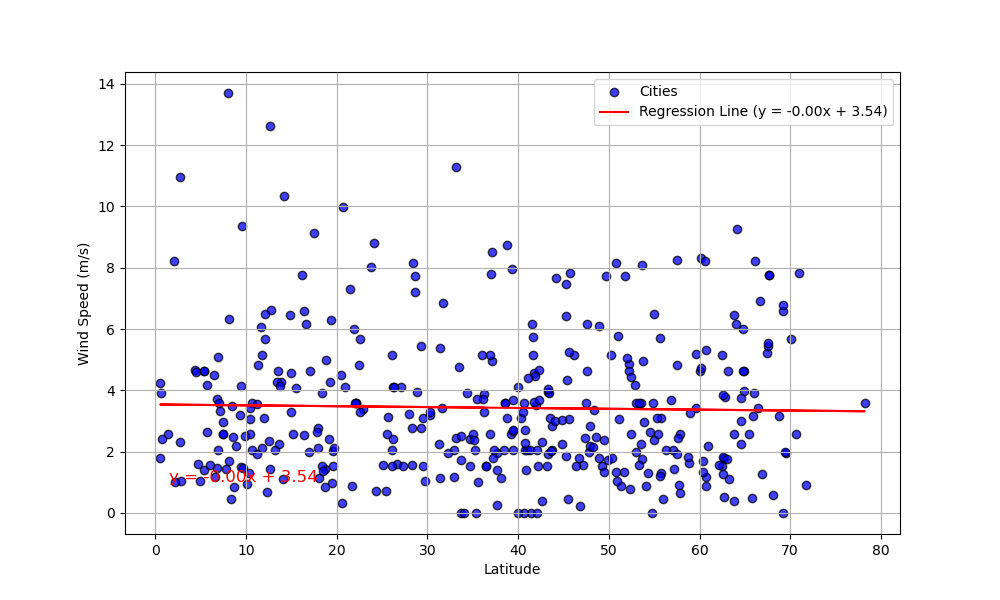 14
12
10
8
6
4
2
0
Wind Speed (m/s)
Cities
Regression Line (y = -0.00x + 3.54)
y = -0.00x + 3.54
0 10 20 30 40 50 60 70 80
Latitude